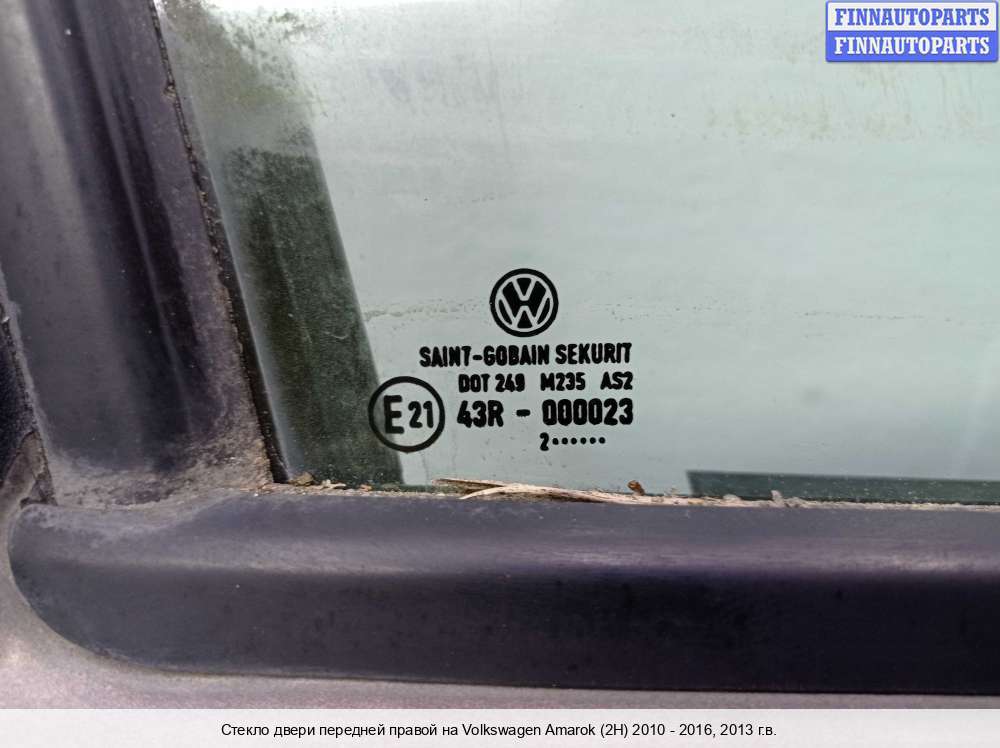 FINNAUTOPARTS
FINNAUTOPARTS
SAINT-GOBAIN SEKURIT
DOT 249 M235 AS2
E 21 43R - 000023
2······
Стекло двери передней правой на Volkswagen Amarok (2H) 2010 - 2016, 2013 г.в.